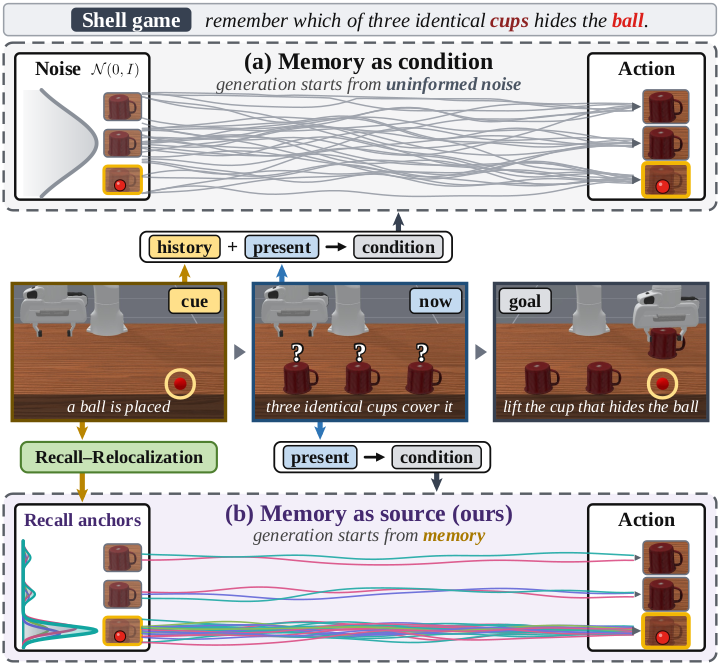 Shell game remember which of three identical cups hides the ball.
(a) Memory as condition
generation starts from uninformed noise
Noise N(0, I)
Action
history + present → condition
cue
now
goal
? ? ?
a ball is placed
three identical cups cover it
lift the cup that hides the ball
Recall–Relocalization
present → condition
(b) Memory as source (ours)
generation starts from memory
Recall anchors
Action